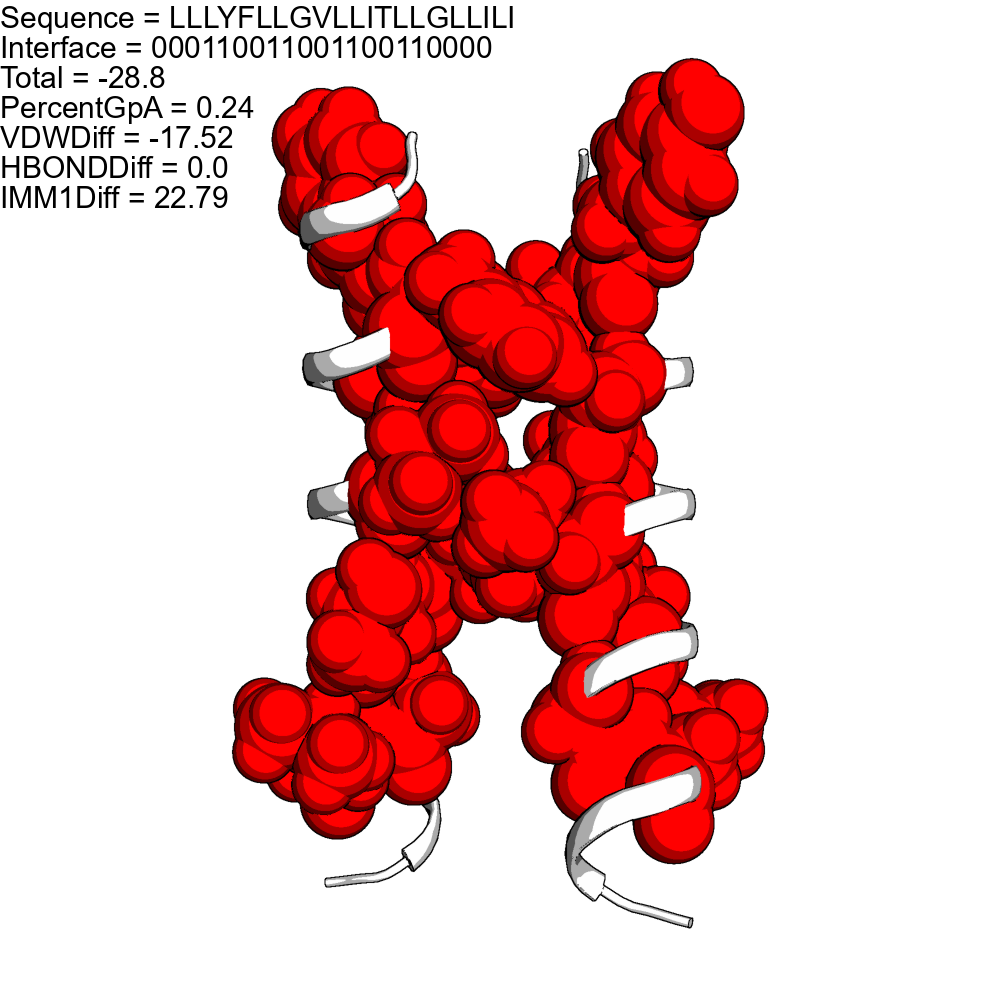 Sequence = LLLYFLLGVLLITLLGLLILI
Interface = 000110011001100110000
Total = -28.8
PercentGpA = 0.24
VDWDiff = -17.52
HBONDDiff = 0.0
IMM1Diff = 22.79